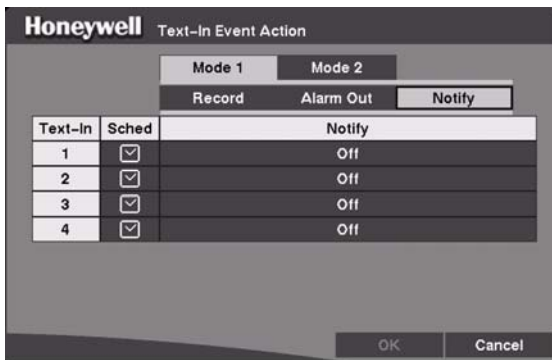 Honeywell Text-In Event Action
Mode 1 Mode 2
Record Alarm Out Notify
Text-In Sched Notify
1 Off
2 Off
3 Off
4 Off
OK Cancel